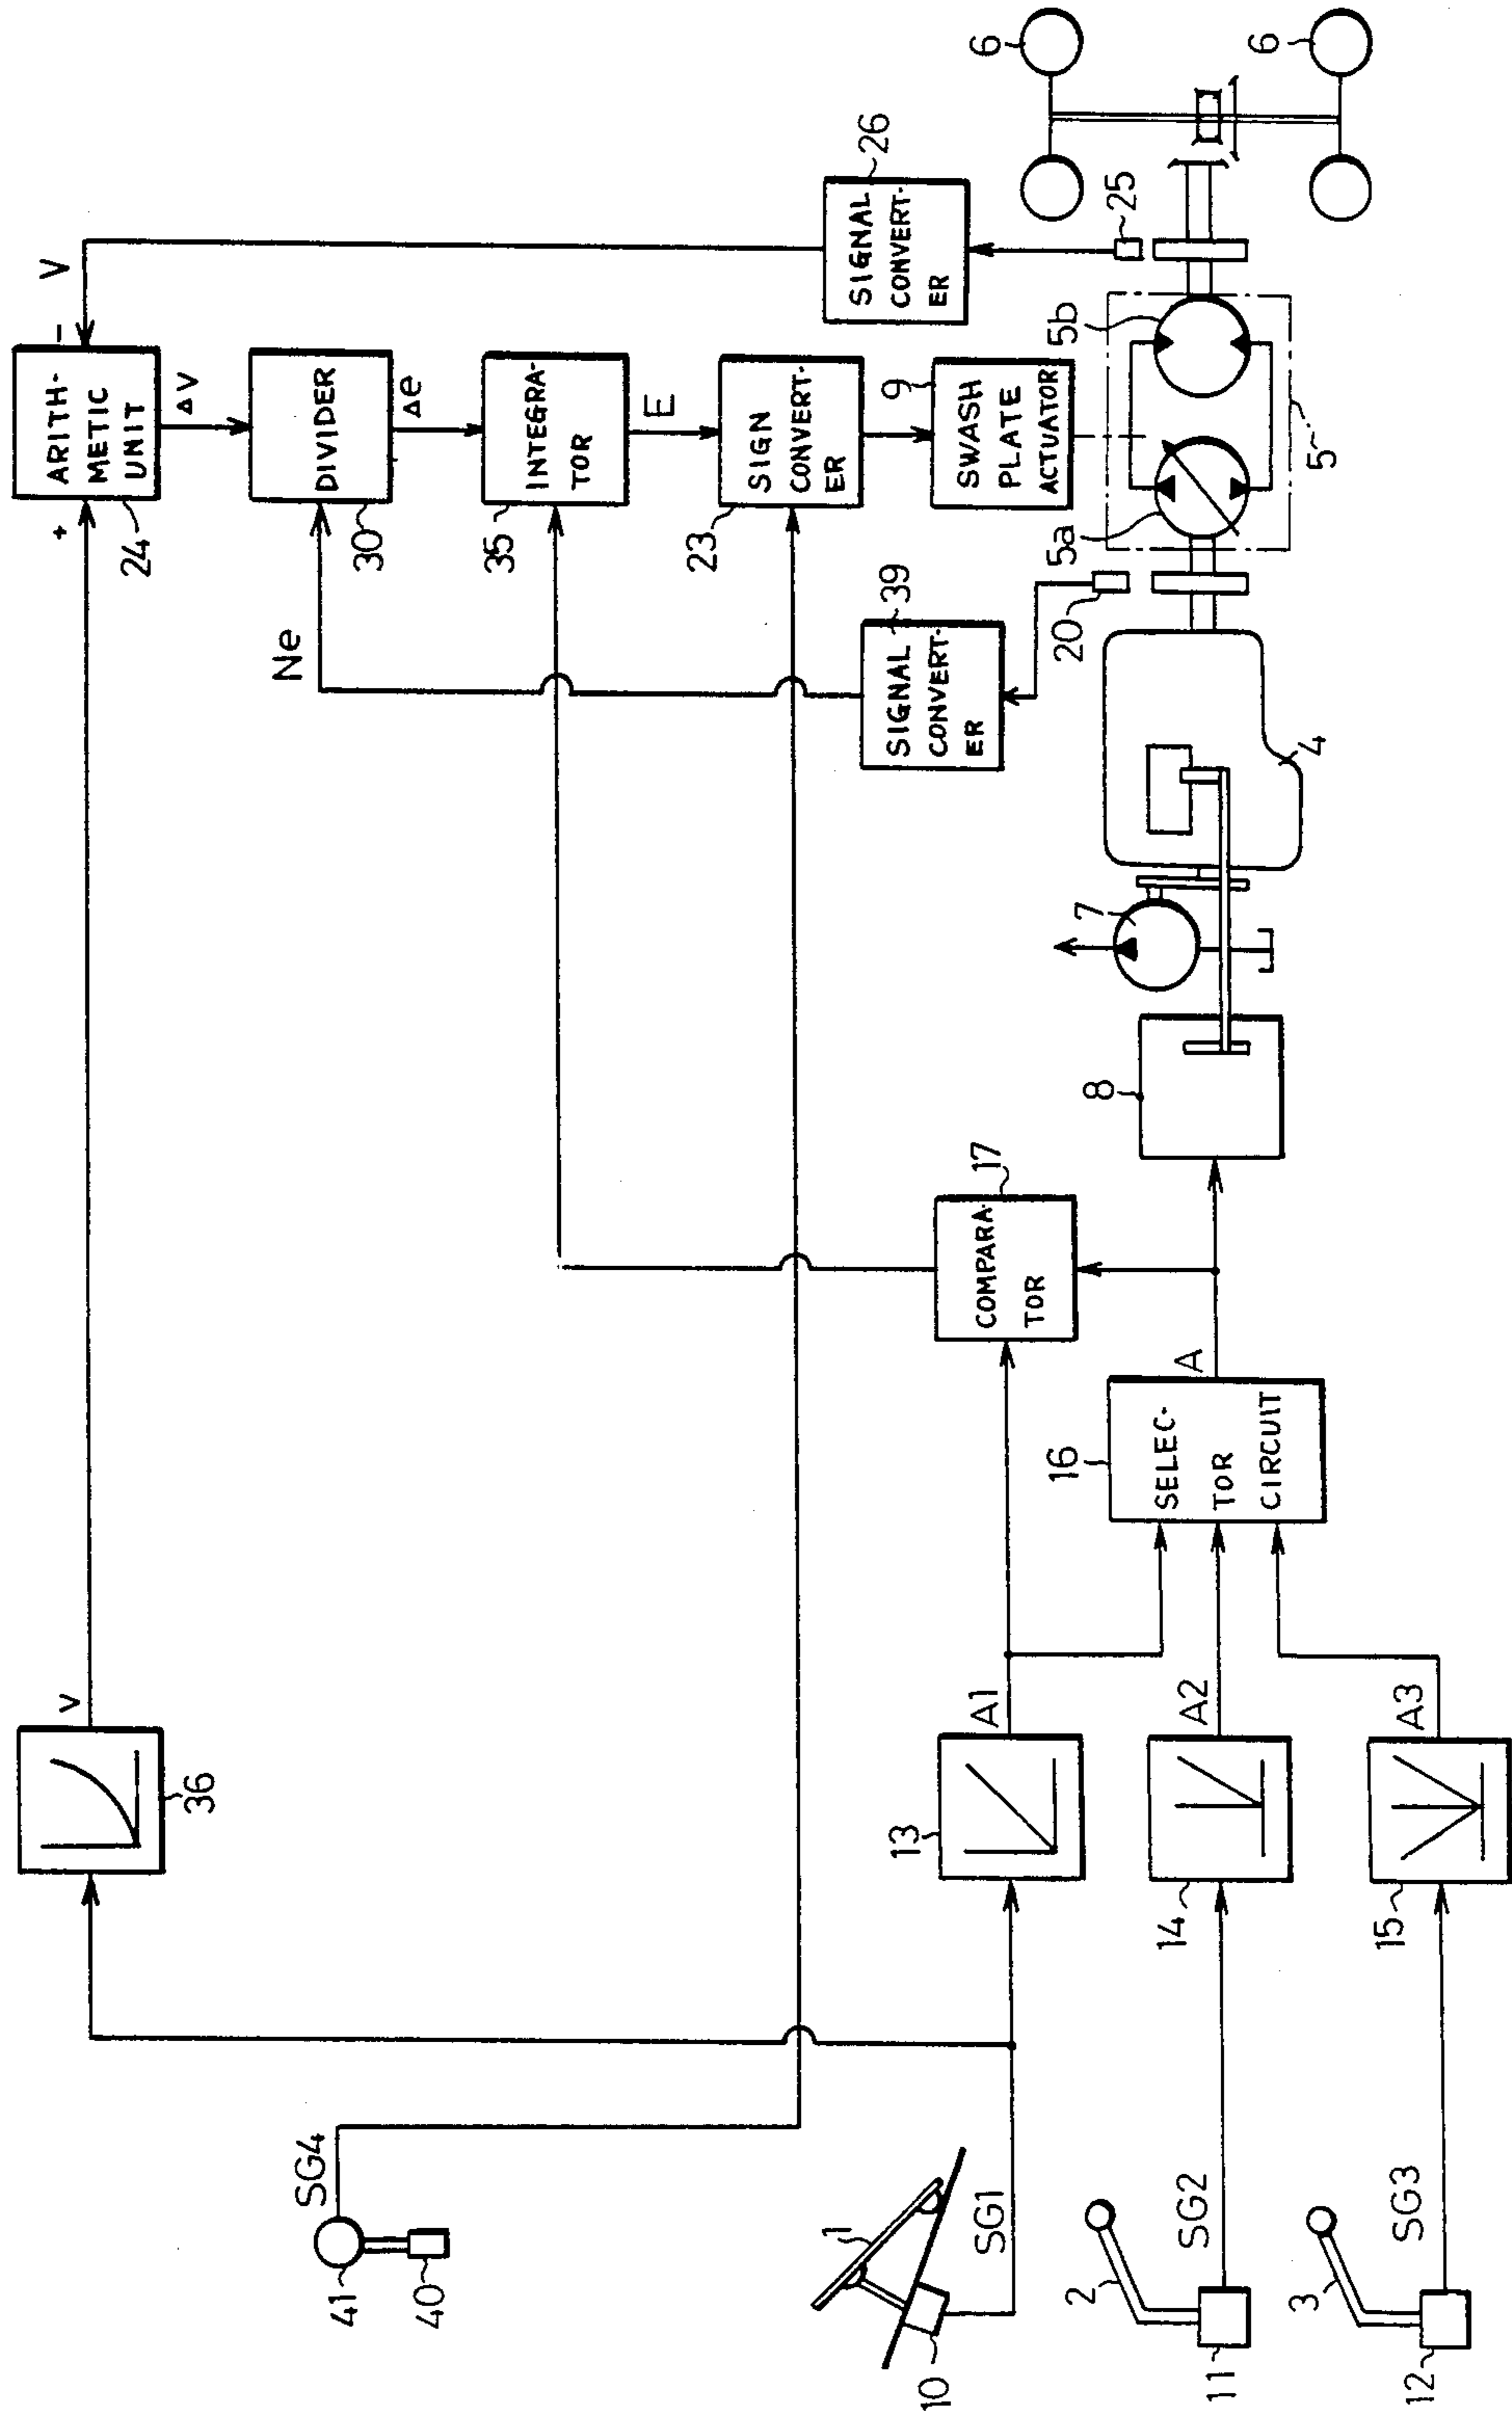 V
36
V
+
−
ARITH-
METIC
UNIT
24
Δv
DIVIDER
30
Δe
Ne
INTEGRA-
TOR
35
E
SIGN
CONVERT-
ER
23
9
SWASH
PLATE
ACTUATOR
SIGNAL
CONVERT-
ER
26
25
SIGNAL
CONVERT-
ER
39
20
5a
5b
5
6
6
4
7
8
COMPARA-
TOR
17
A
SELEC-
TOR
CIRCUIT
16
A1
13
A2
14
A3
15
SG4
41
40
1
10
SG1
2
11
SG2
3
12
SG3